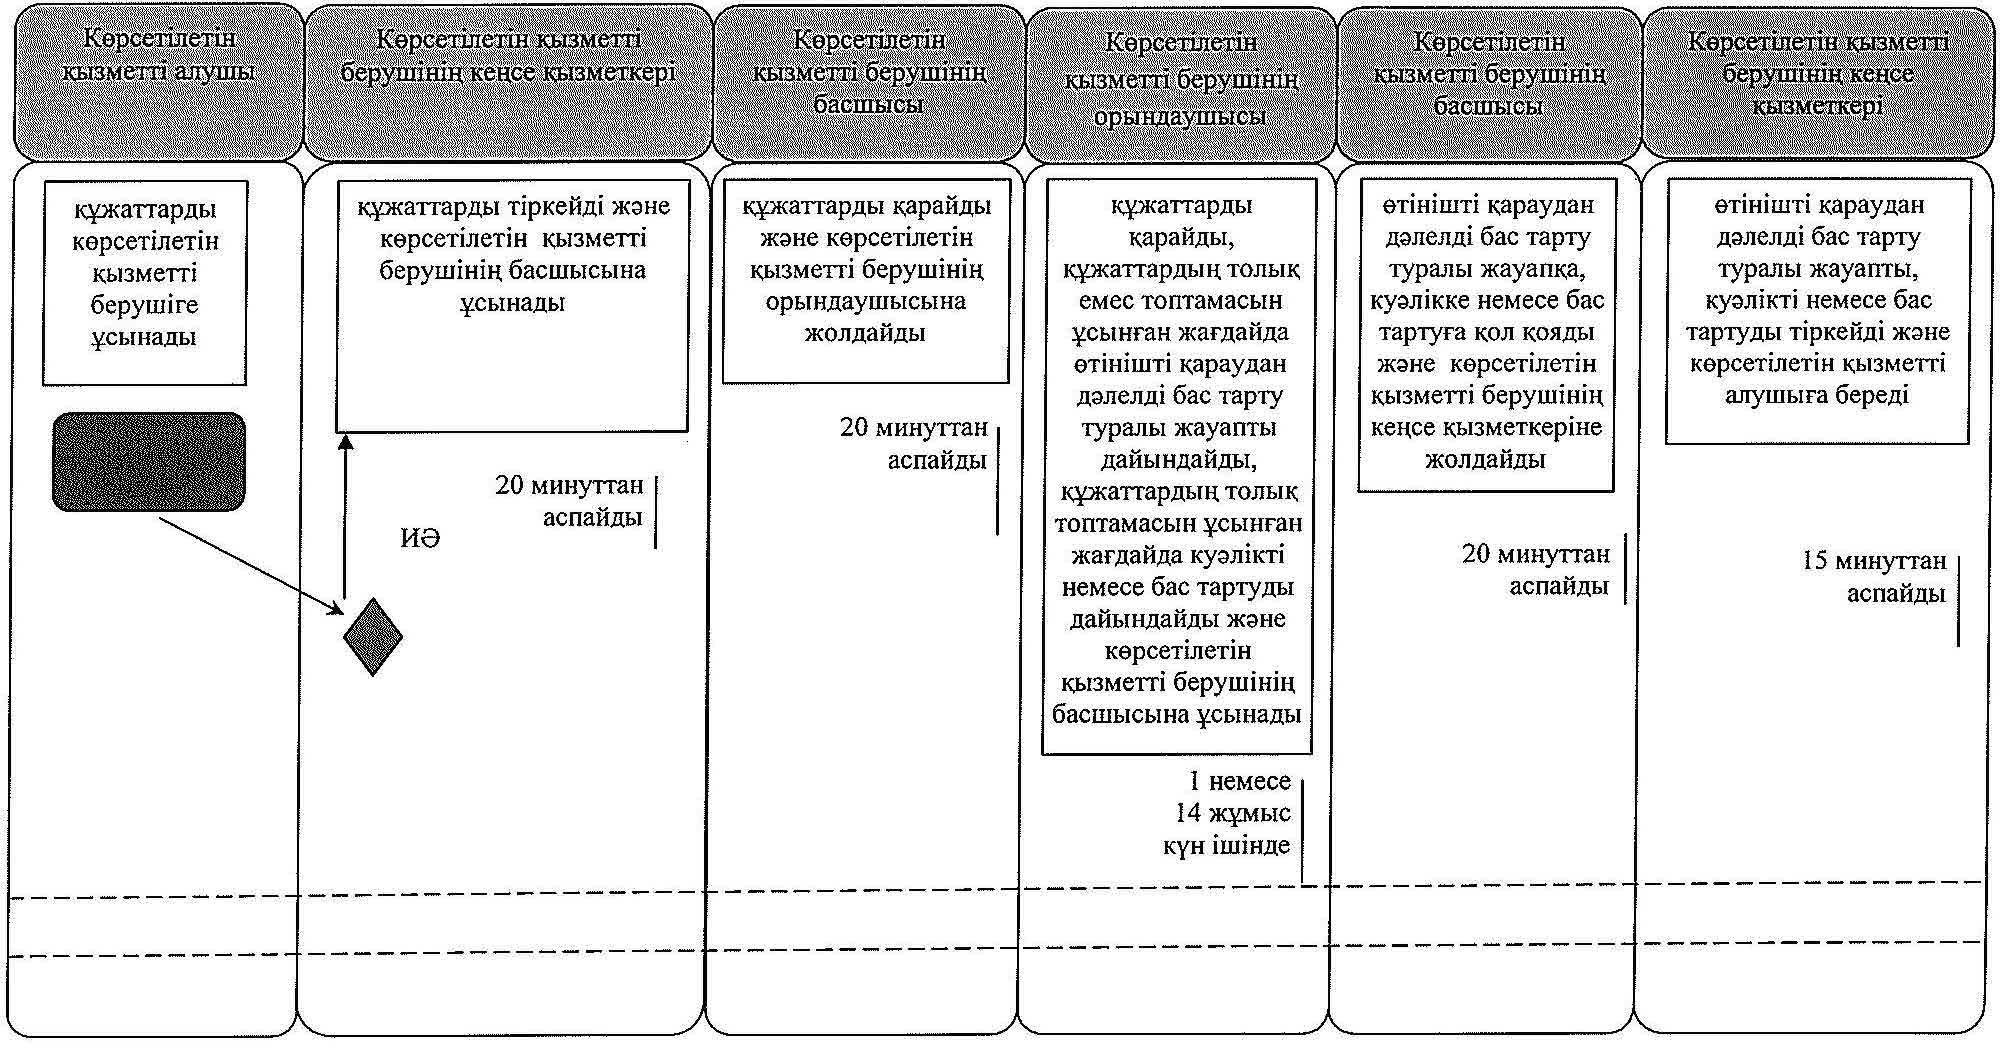 Көрсетілетін
қызметті алушы
Көрсетілетін қызметті
берушінің кеңсе қызметкері
Көрсетілетін
қызметті берушінің
басшысы
Көрсетілетін
қызметті берушінің
орындаушысы
Көрсетілетін
қызметті берушінің
басшысы
Көрсетілетін қызметті
берушінің кеңсе
қызметкері
құжаттарды
көрсетілетін
қызметті
берушіге
ұсынады
құжаттарды тіркейді және
көрсетілетін қызметті
берушінің басшысына
ұсынады
20 минуттан
аспайды
ИӘ
құжаттарды қарайды
және көрсетілетін
қызметті берушінің
орындаушысына
жолдайды
20 минуттан
аспайды
құжаттарды
қарайды,
құжаттардың толық
емес топтамасын
ұсынған жағдайда
өтінішті қараудан
дәлелді бас тарту
туралы жауапты
дайындайды,
құжаттардың толық
топтамасын ұсынған
жағдайда куәлікті
немесе бас тартуды
дайындайды және
көрсетілетін
қызметті берушінің
басшысына ұсынады
1 немесе
14 жұмыс
күн ішінде
өтінішті қараудан
дәлелді бас тарту
туралы жауапқа,
куәлікке немесе бас
тартуға қол қояды
және көрсетілетін
қызметті берушінің
кеңсе қызметкеріне
жолдайды
20 минуттан
аспайды
өтінішті қараудан
дәлелді бас тарту
туралы жауапты,
куәлікті немесе бас
тартуды тіркейді және
көрсетілетін қызметті
алушыға береді
15 минуттан
аспайды